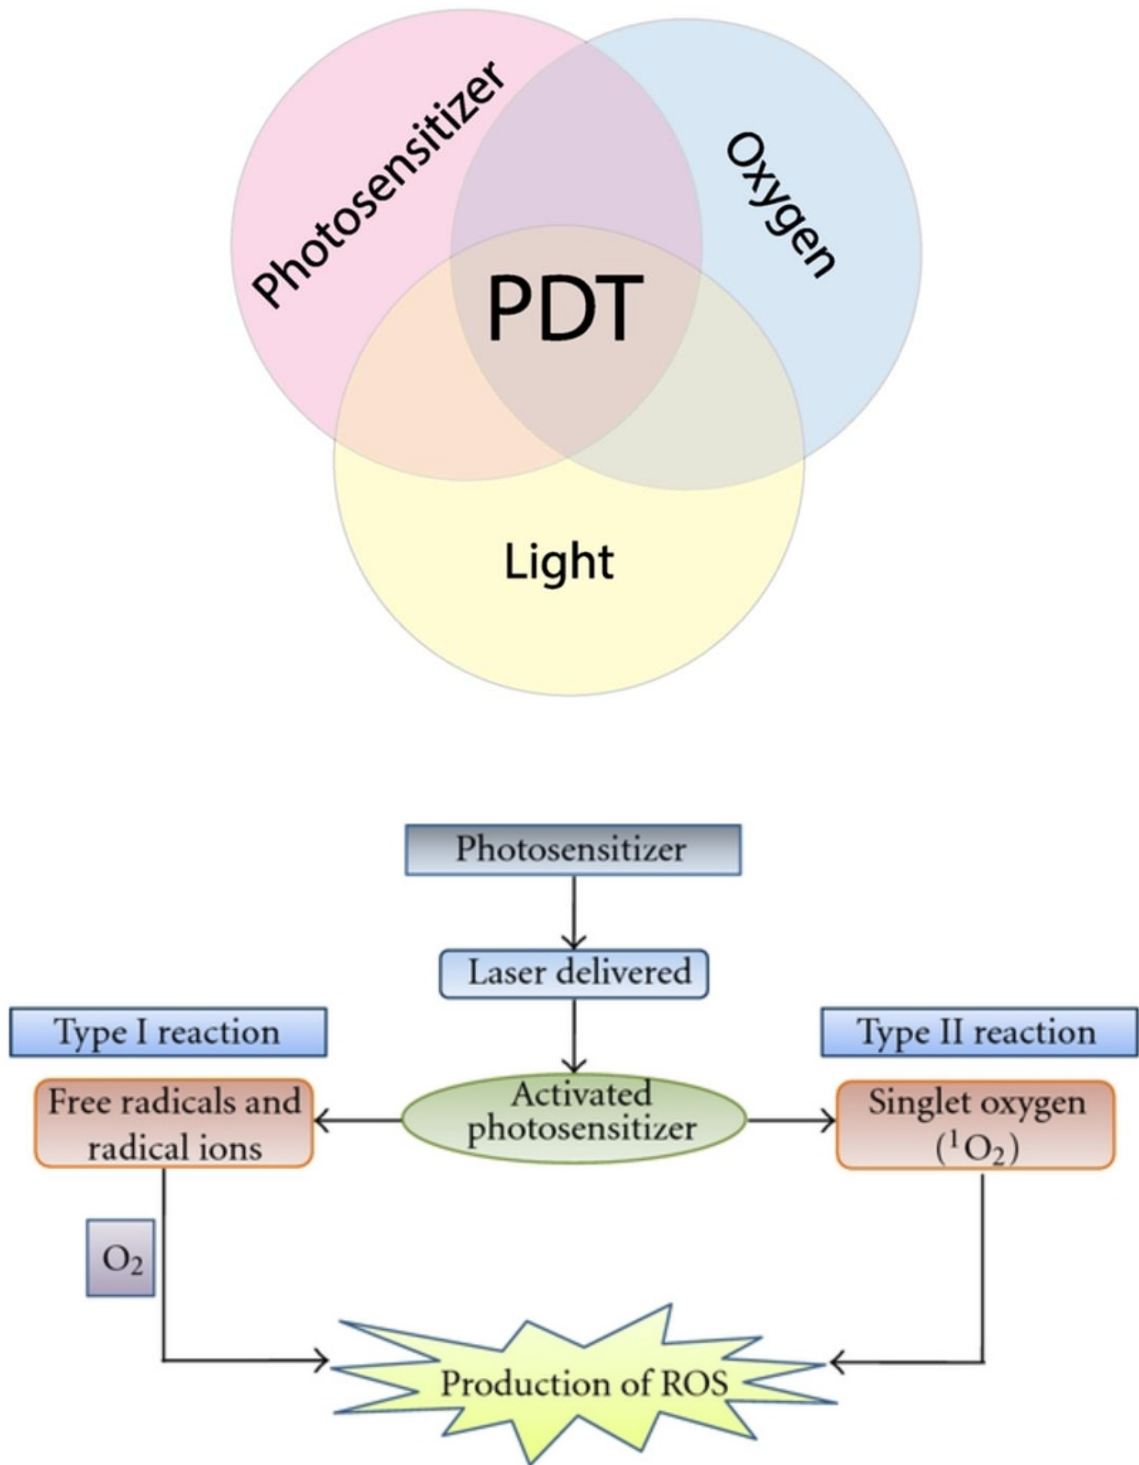 Photosensitizer
Oxygen
PDT
Light
Photosensitizer
Laser delivered
Type I reaction
Type II reaction
Free radicals and
radical ions
Activated
photosensitizer
Singlet oxygen
(¹O₂)
O₂
Production of ROS